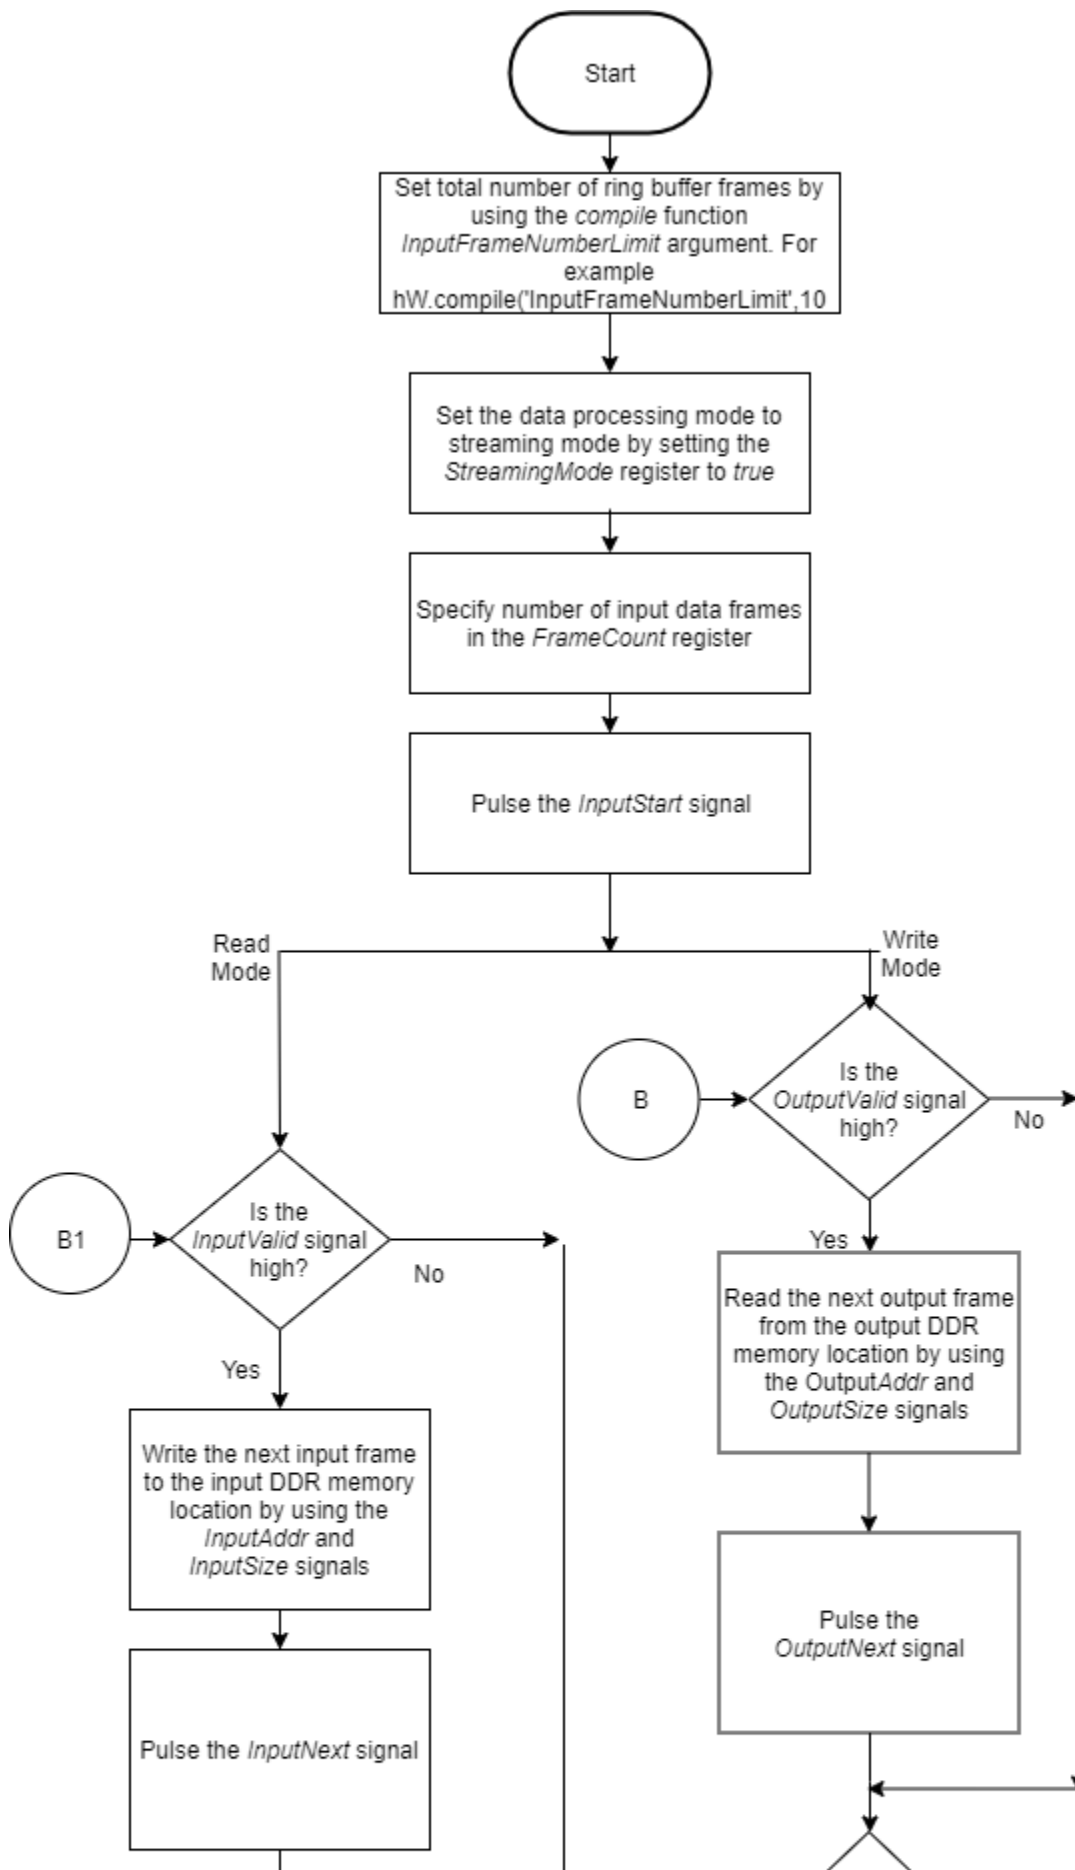 Start
Set total number of ring buffer frames by
using the compile function
InputFrameNumberLimit argument. For
example
hW.compile('InputFrameNumberLimit',10
Set the data processing mode to
streaming mode by setting the
StreamingMode register to true
Specify number of input data frames
in the FrameCount register
Pulse the InputStart signal
Read
Mode
Write
Mode
Is the
OutputValid signal
high?
B
No
Yes
B1
Is the
InputValid signal
high?
No
Yes
Read the next output frame
from the output DDR
memory location by using
the OutputAddr and
OutputSize signals
Write the next input frame
to the input DDR memory
location by using the
InputAddr and
InputSize signals
Pulse the
OutputNext signal
Pulse the InputNext signal